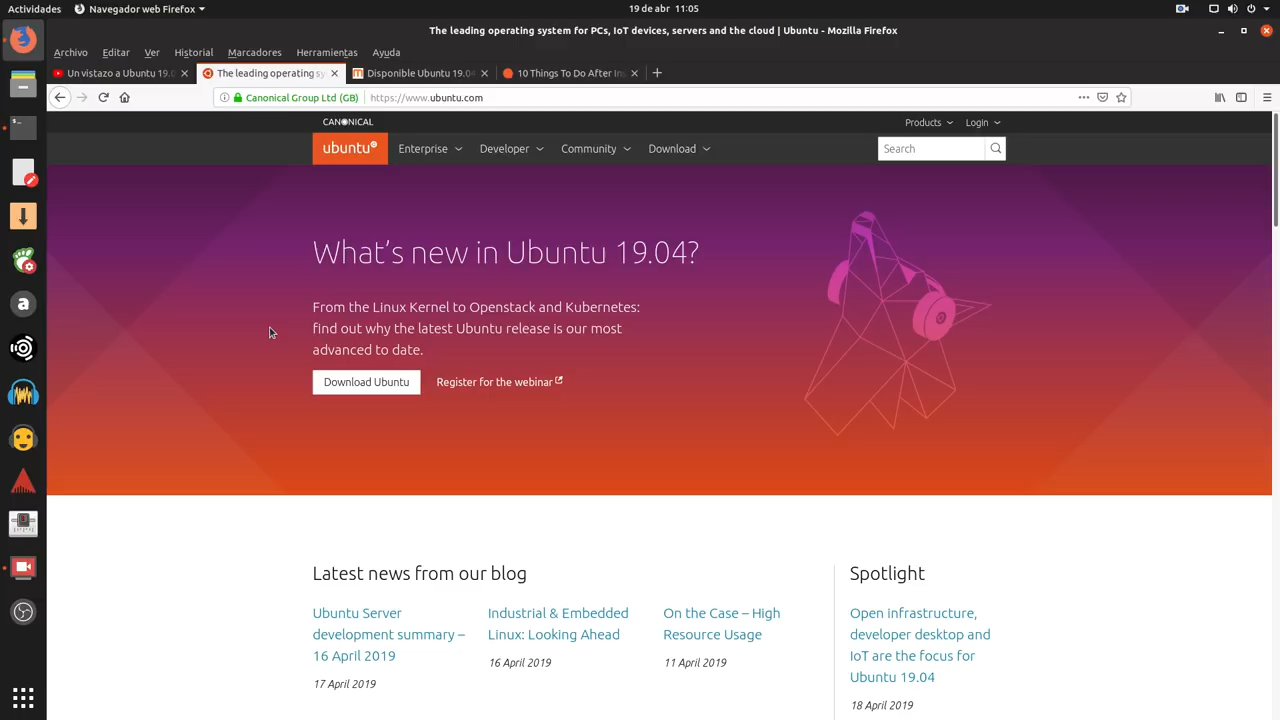 Actividades
Navegador web Firefox
19 de abr 11:05
The leading operating system for PCs, IoT devices, servers and the cloud | Ubuntu - Mozilla Firefox
Archivo Editar Ver Historial Marcadores Herramientas Ayuda
Un vistazo a Ubuntu 19.0
The leading operating sy
Disponible Ubuntu 19.04
10 Things To Do After In
Canonical Group Ltd (GB)
https://www.ubuntu.com
CANONICAL
Products
Login
ubuntu
Enterprise
Developer
Community
Download
Search
What's new in Ubuntu 19.04?
From the Linux Kernel to Openstack and Kubernetes:
find out why the latest Ubuntu release is our most
advanced to date.
Download Ubuntu
Register for the webinar
Latest news from our blog
Ubuntu Server
development summary –
16 April 2019
17 April 2019
Industrial & Embedded
Linux: Looking Ahead
16 April 2019
On the Case – High
Resource Usage
11 April 2019
Spotlight
Open infrastructure,
developer desktop and
IoT are the focus for
Ubuntu 19.04
18 April 2019